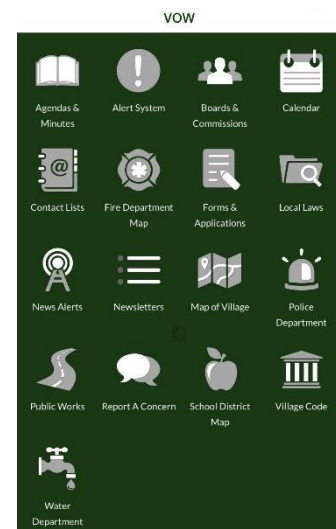 VOW
Agendas &
Minutes
Alert System
Boards &
Commissions
Calendar
@
Contact Lists
Fire Department
Map
Forms &
Applications
Local Laws
News Alerts
Newsletters
Map of Village
Police
Department
Public Works
Report A Concern
School District
Map
Village Code
Water
Department